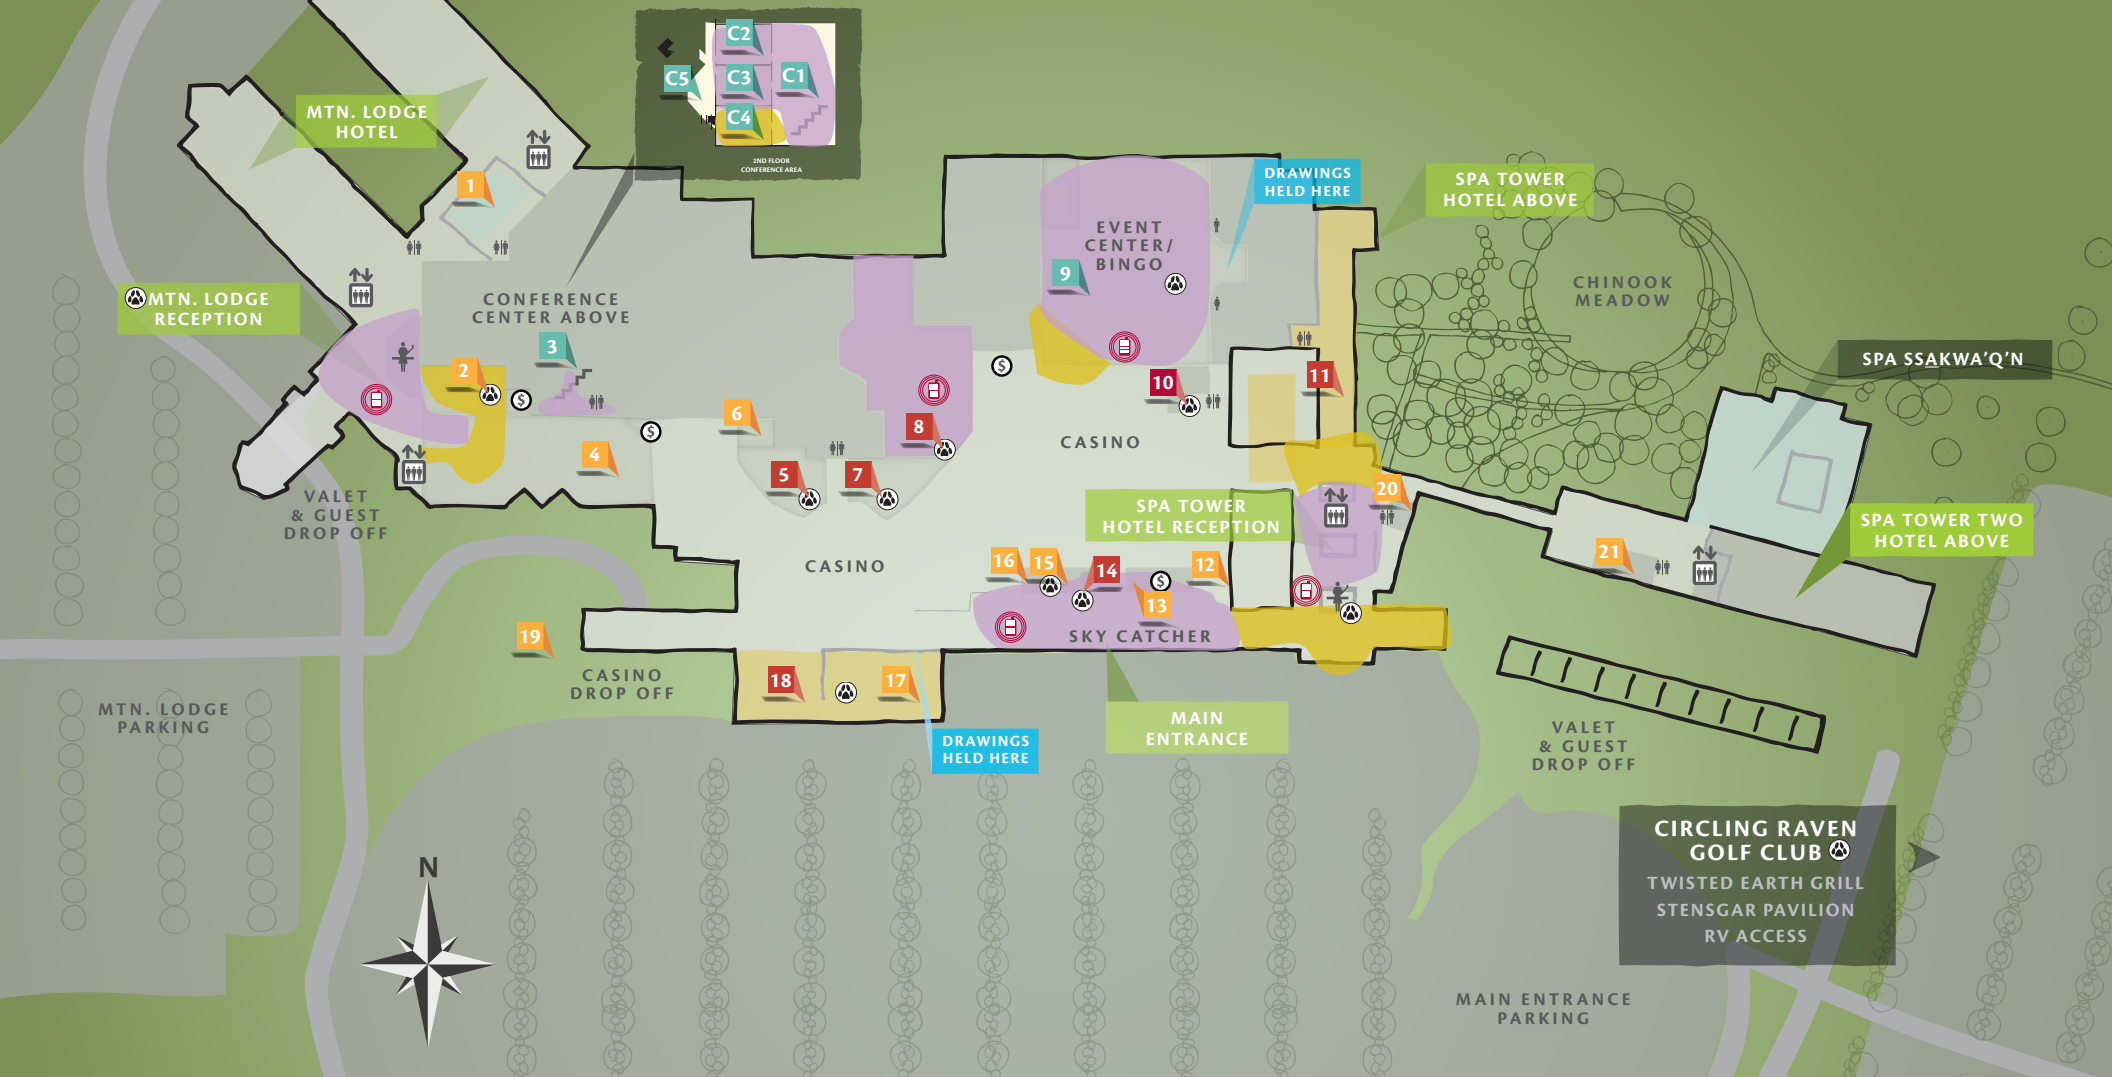 C2
C5
C3
C1
C4
2ND FLOOR
CONFERENCE AREA
MTN. LODGE
HOTEL
1
DRAWINGS
HELD HERE
SPA TOWER
HOTEL ABOVE
EVENT
CENTER/
BINGO
9
CHINOOK
MEADOW
MTN. LODGE
RECEPTION
CONFERENCE
CENTER ABOVE
3
2
$
$
$
SPA SSAKWA'Q'N
10
11
6
8
CASINO
4
5
7
VALET
& GUEST
DROP OFF
SPA TOWER
HOTEL RECEPTION
20
SPA TOWER TWO
HOTEL ABOVE
21
CASINO
16
15
14
$
12
13
SKY CATCHER
19
CASINO
DROP OFF
18
17
MTN. LODGE
PARKING
DRAWINGS
HELD HERE
MAIN
ENTRANCE
VALET
& GUEST
DROP OFF
N
CIRCLING RAVEN
GOLF CLUB
TWISTED EARTH GRILL
STENSGAR PAVILION
RV ACCESS
MAIN ENTRANCE
PARKING